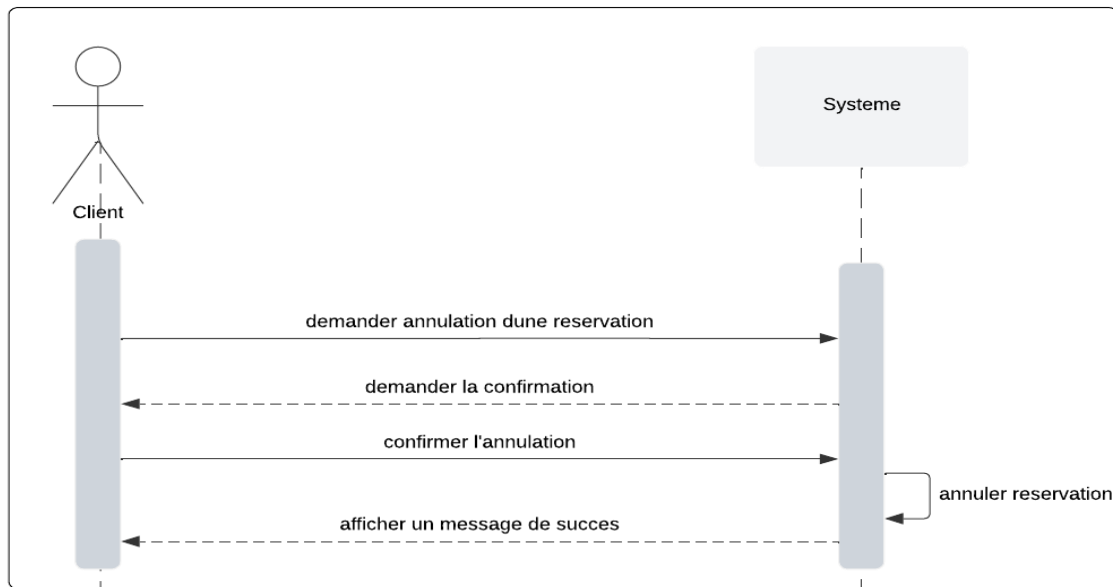 Systeme
Client
demander annulation dune reservation
demander la confirmation
confirmer l'annulation
annuler reservation
afficher un message de succes